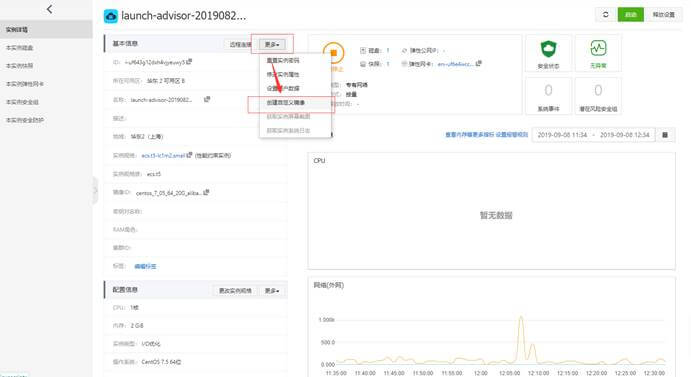 launch-advisor-2019082...
启动
释放设置
实例详情
本实例磁盘
本实例快照
本实例弹性网卡
本实例安全组
本实例安全防护
基本信息
远程连接
更多
重置实例密码
修改实例属性
设置用户数据
创建自定义镜像
获取实例屏幕截图
获取实例系统日志
所在可用区: 华东 2 可用区 B
名称: launch-advisor-2019082...
描述:
地域: 华东2（上海）
实例规格: ecs.t5-lc1m2.small (性能约束实例)
实例规格族: ecs.t5
镜像ID: centos_7_05_64_20G_aliba...
密钥对名称:
RAM角色:
集群ID:
标签: 编辑标签
配置信息
更改实例规格
更多
CPU: 1核
内存: 2 GiB
实例类型: I/O优化
操作系统: CentOS 7.5 64位
磁盘: 1
弹性公网IP: -
快照: 1
弹性网卡:
专有网络
按量
安全状态
无异常
0
系统事件
0
潜在风险安全组
查看内存等更多指标 设置报警规则
2019-09-08 11:34 - 2019-09-08 12:34
CPU
暂无数据
网络(外网)
1.000k
500.0
0.000
11:35:00 11:40:00 11:45:00 11:50:00 11:55:00 12:00:00 12:05:00 12:10:00 12:15:00 12:20:00 12:25:00 12:30:00